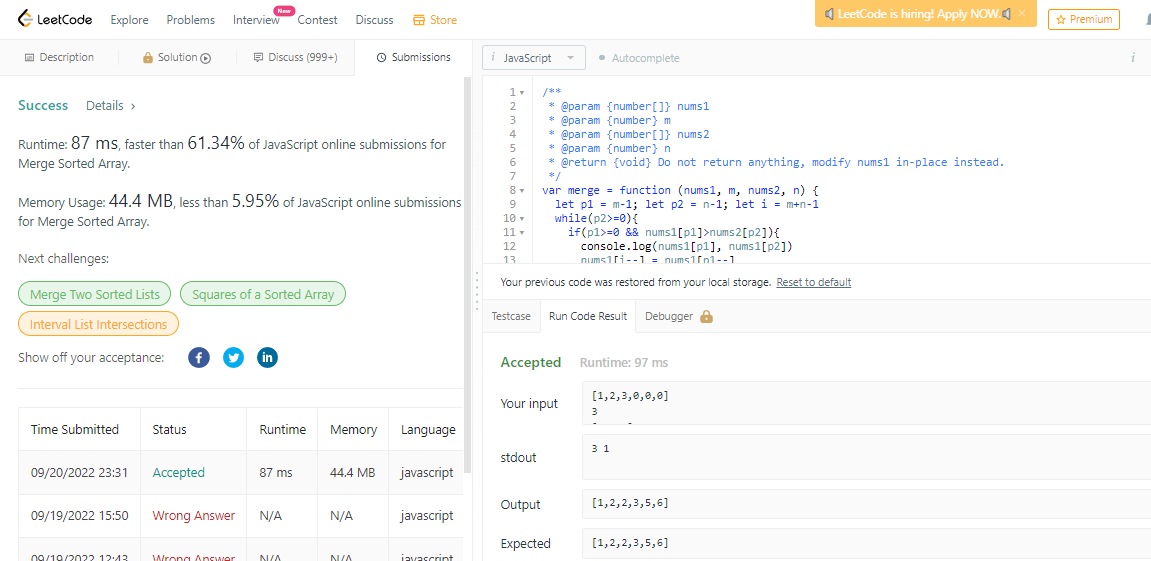 LeetCode Explore Problems Interview New Contest Discuss Store LeetCode is hiring! Apply NOW. Premium
Description Solution Discuss (999+) Submissions
Success Details
Runtime: 87 ms, faster than 61.34% of JavaScript online submissions for
Merge Sorted Array.
Memory Usage: 44.4 MB, less than 5.95% of JavaScript online submissions
for Merge Sorted Array.
Next challenges:
Merge Two Sorted Lists Squares of a Sorted Array
Interval List Intersections
Show off your acceptance:
Time Submitted Status Runtime Memory Language
09/20/2022 23:31 Accepted 87 ms 44.4 MB javascript
09/19/2022 15:50 Wrong Answer N/A N/A javascript
09/19/2022 12:43 Wrong Answer N/A N/A javascript
i JavaScript Autocomplete i
1 /**
2 * @param {number[]} nums1
3 * @param {number} m
4 * @param {number[]} nums2
5 * @param {number} n
6 * @return {void} Do not return anything, modify nums1 in-place instead.
7 */
8 var merge = function (nums1, m, nums2, n) {
9 let p1 = m-1; let p2 = n-1; let i = m+n-1
10 while(p2>=0){
11 if(p1>=0 && nums1[p1]>nums2[p2]){
12 console.log(nums1[p1], nums1[p2])
13 nums1[i--] = nums1[p1--]
Your previous code was restored from your local storage. Reset to default
Testcase Run Code Result Debugger
Accepted Runtime: 97 ms
Your input
[1,2,3,0,0,0]
3
stdout
3 1
Output
[1,2,2,3,5,6]
Expected
[1,2,2,3,5,6]